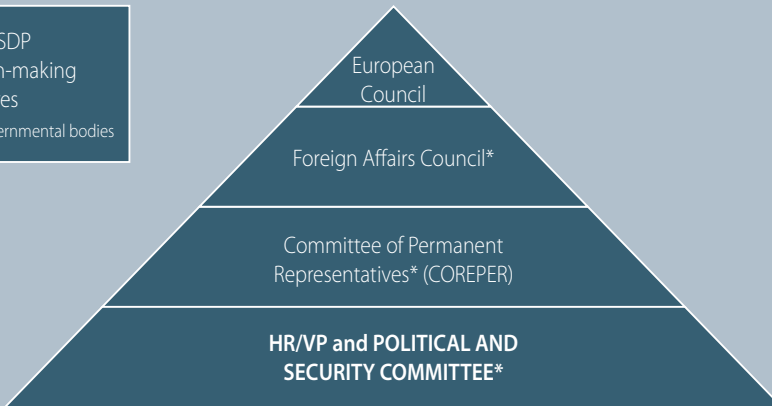 SDP
-making
es
ernmental bodies
European
Council
Foreign Affairs Council*
Committee of Permanent
Representatives* (COREPER)
HR/VP and POLITICAL AND
SECURITY COMMITTEE*